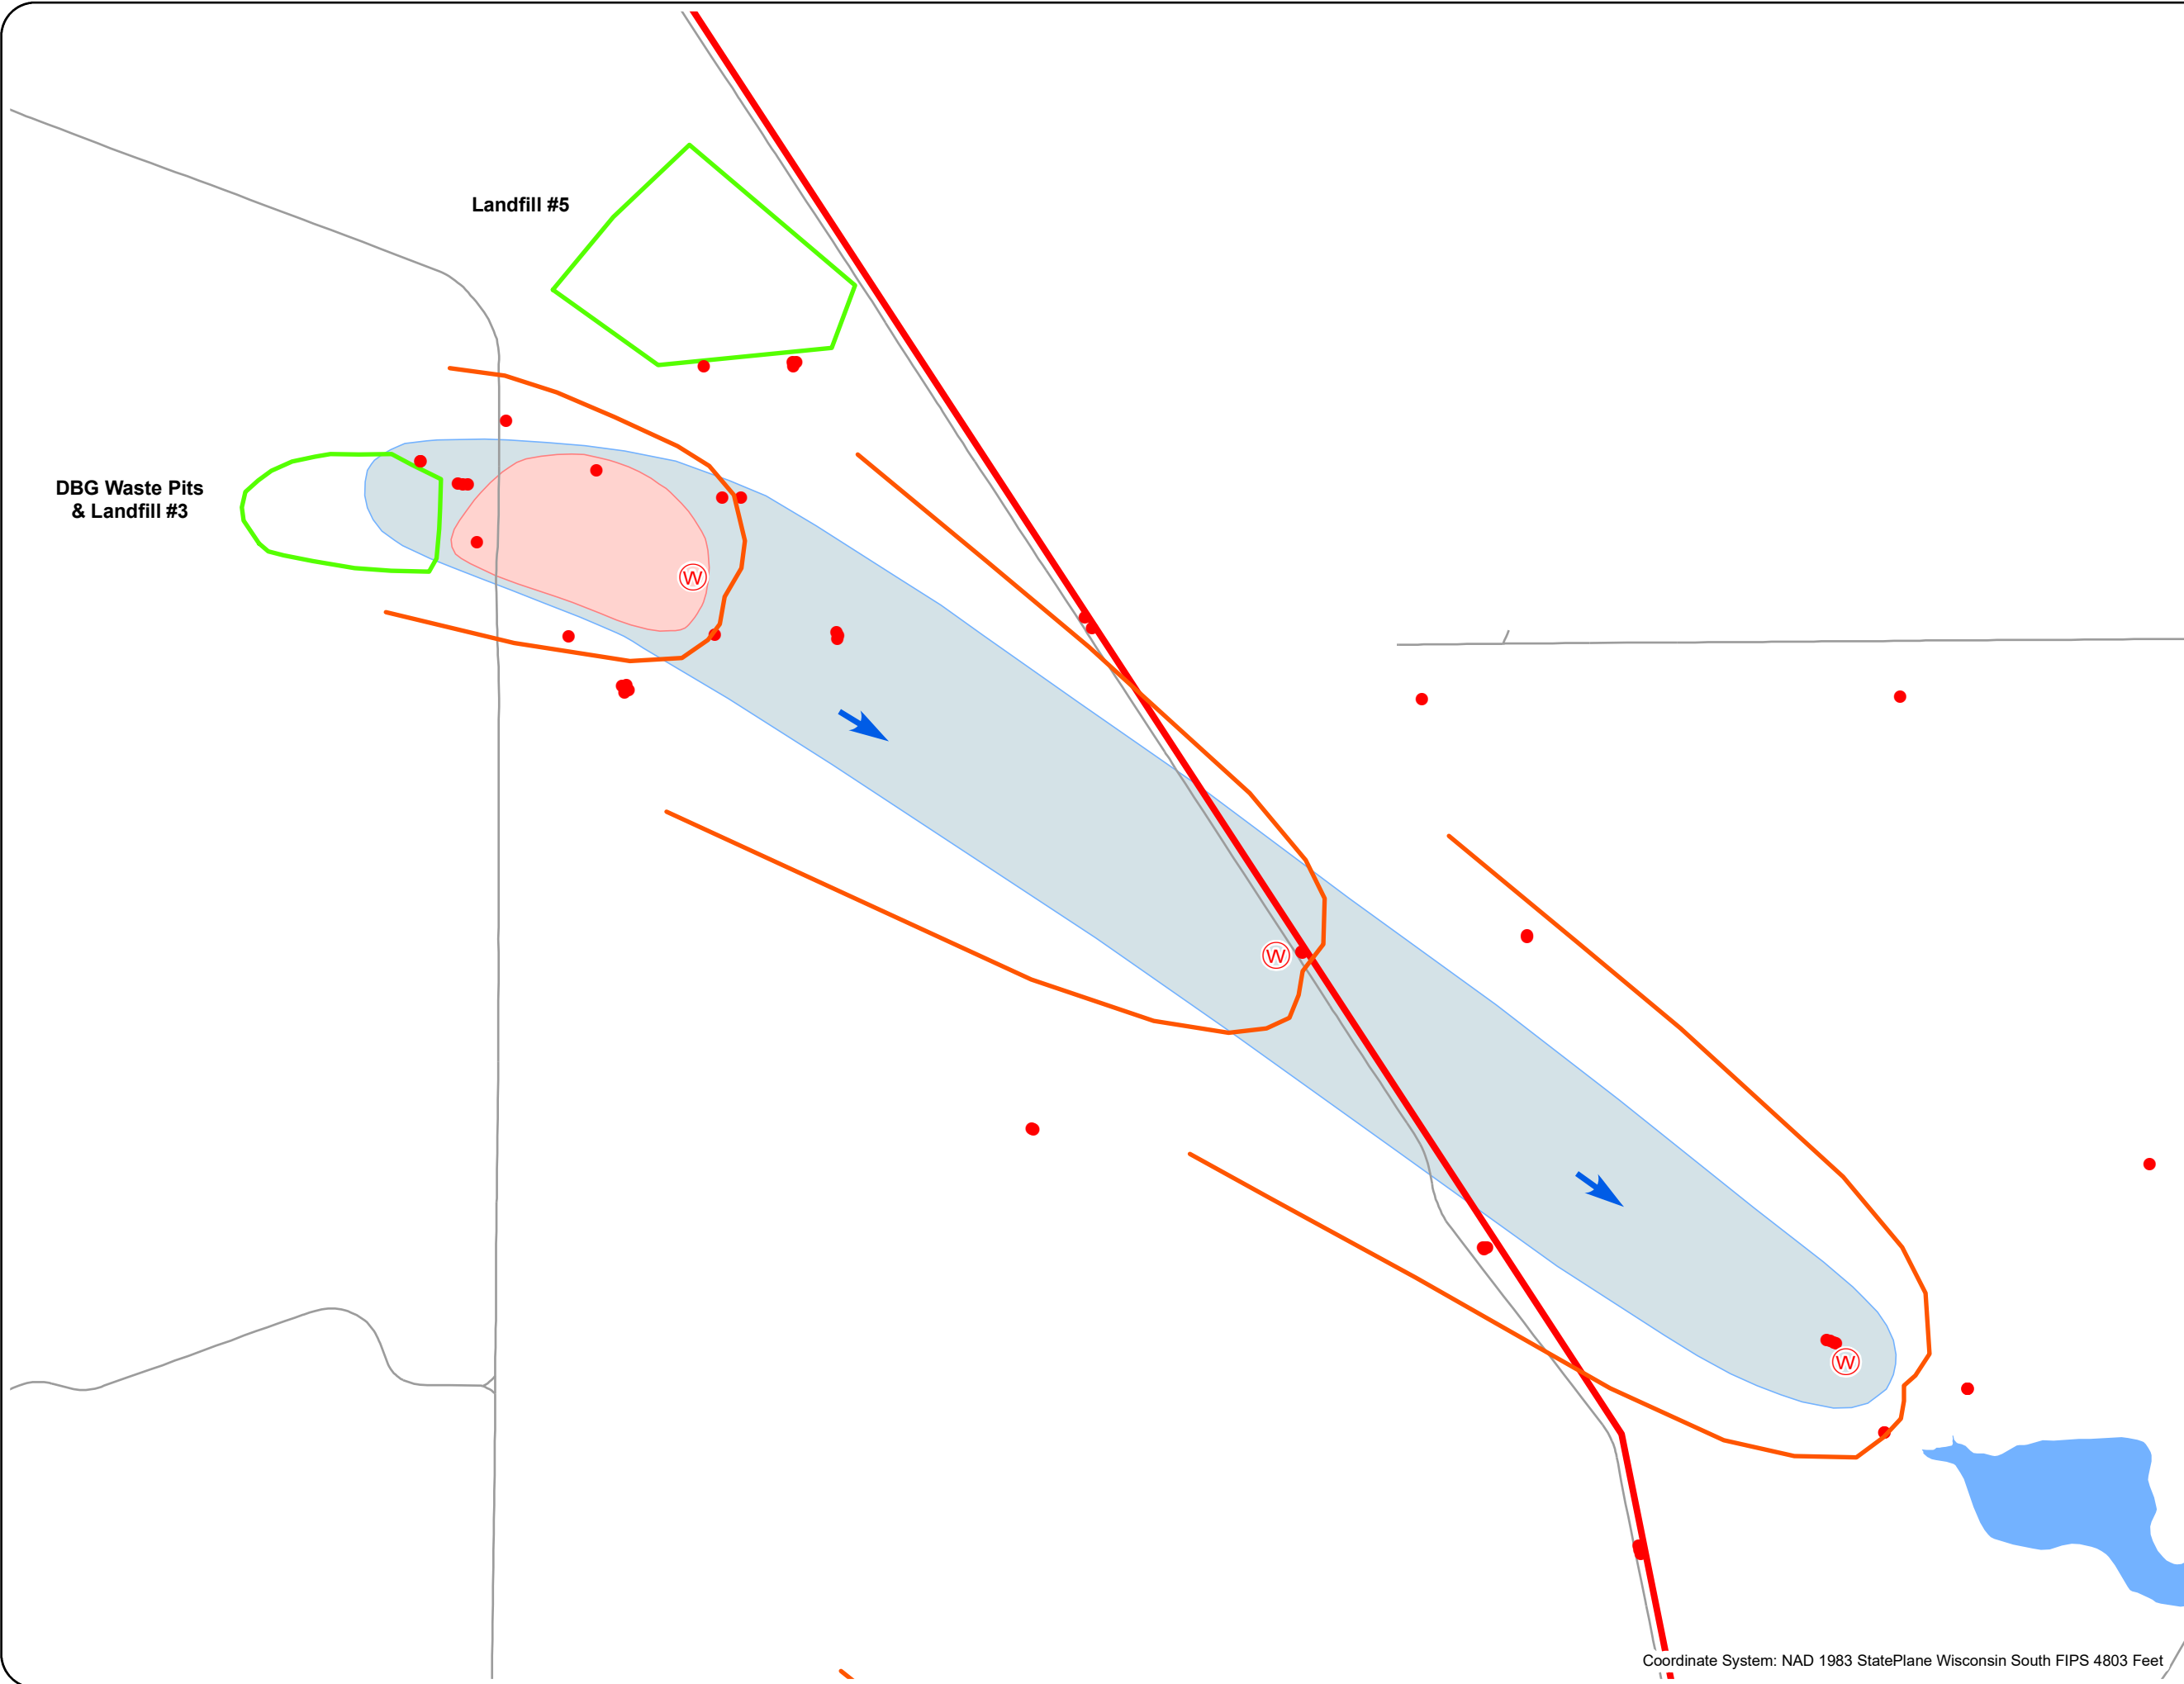 Landfill #5
DBG Waste Pits
& Landfill #3
W
W
W
Coordinate System: NAD 1983 StatePlane Wisconsin South FIPS 4803 Feet